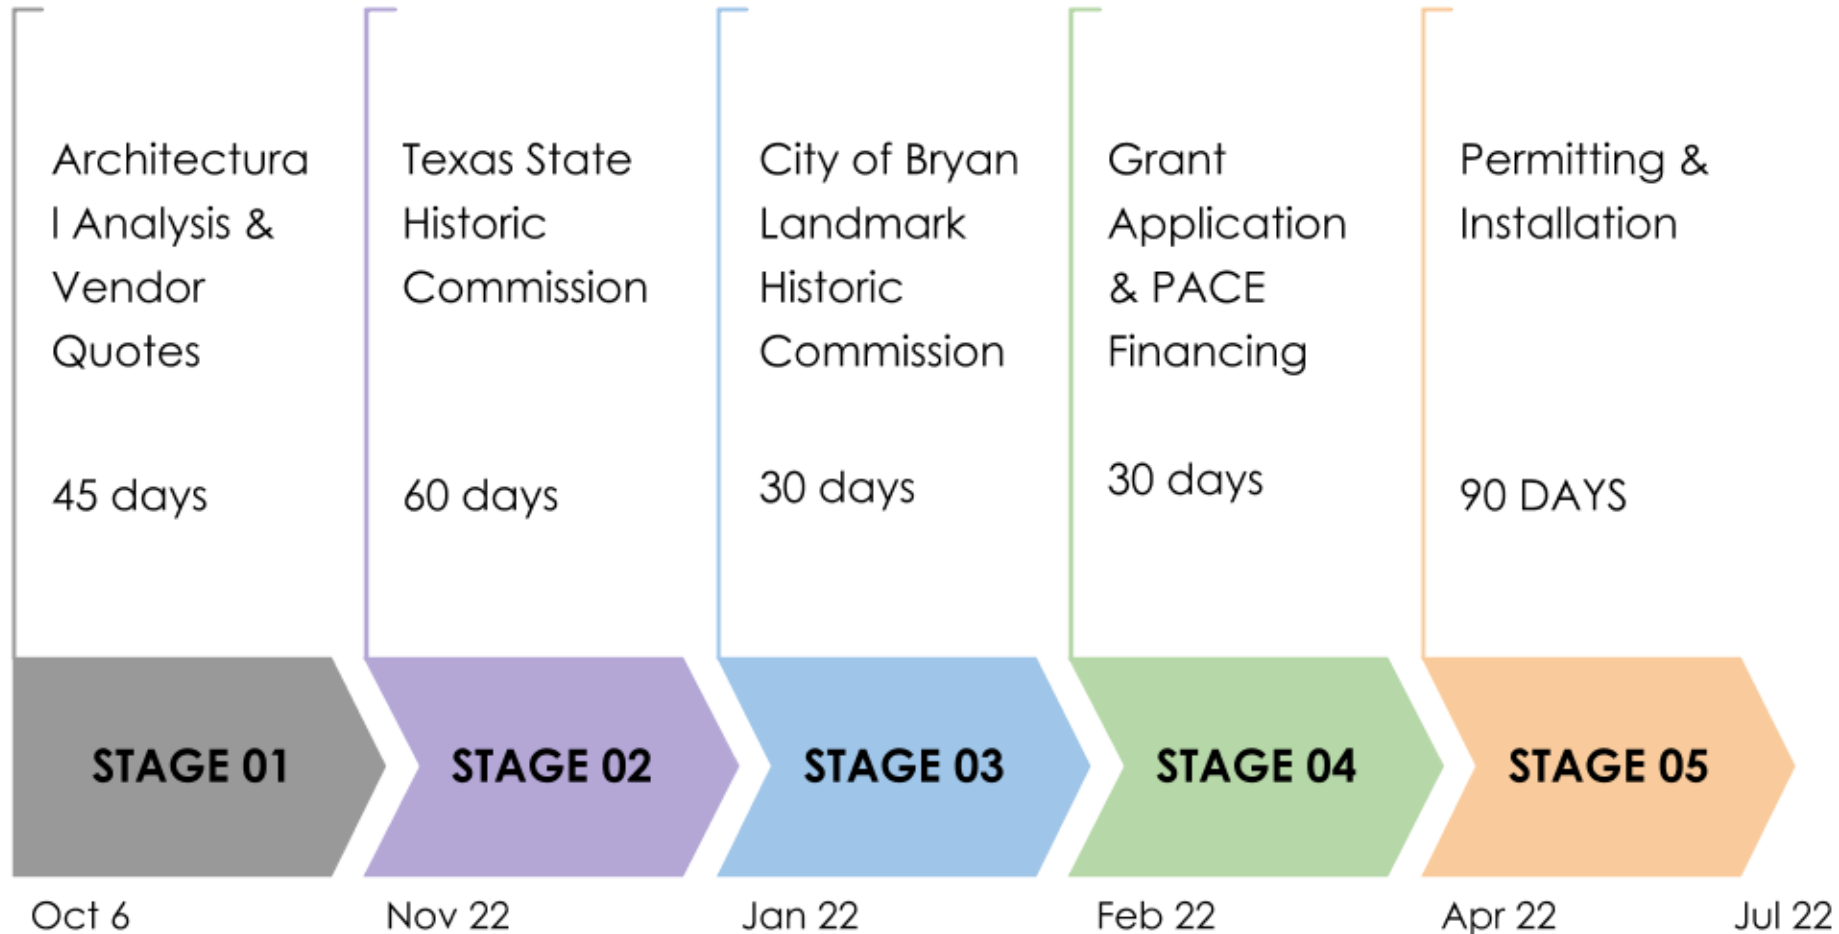 Architectura
l Analysis &
Vendor
Quotes
45 days
Texas State
Historic
Commission
60 days
City of Bryan
Landmark
Historic
Commission
30 days
Grant
Application
& PACE
Financing
30 days
Permitting &
Installation
90 DAYS
STAGE 01
STAGE 02
STAGE 03
STAGE 04
STAGE 05
Oct 6
Nov 22
Jan 22
Feb 22
Apr 22
Jul 22